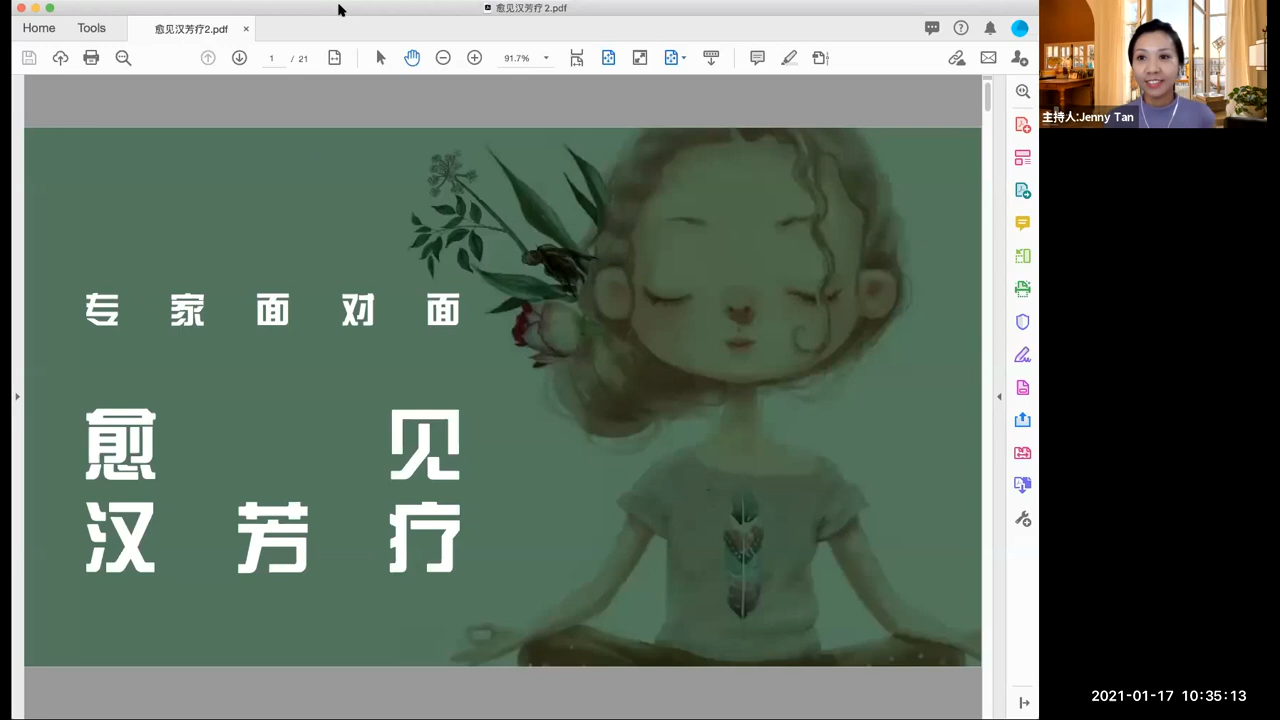 愈见汉芳疗 2.pdf
Home
Tools
愈见汉芳疗2.pdf
×
1
/ 21
91.7%
主持人:Jenny Tan
专家面对面
愈见
汉芳疗
2021-01-17 10:35:13